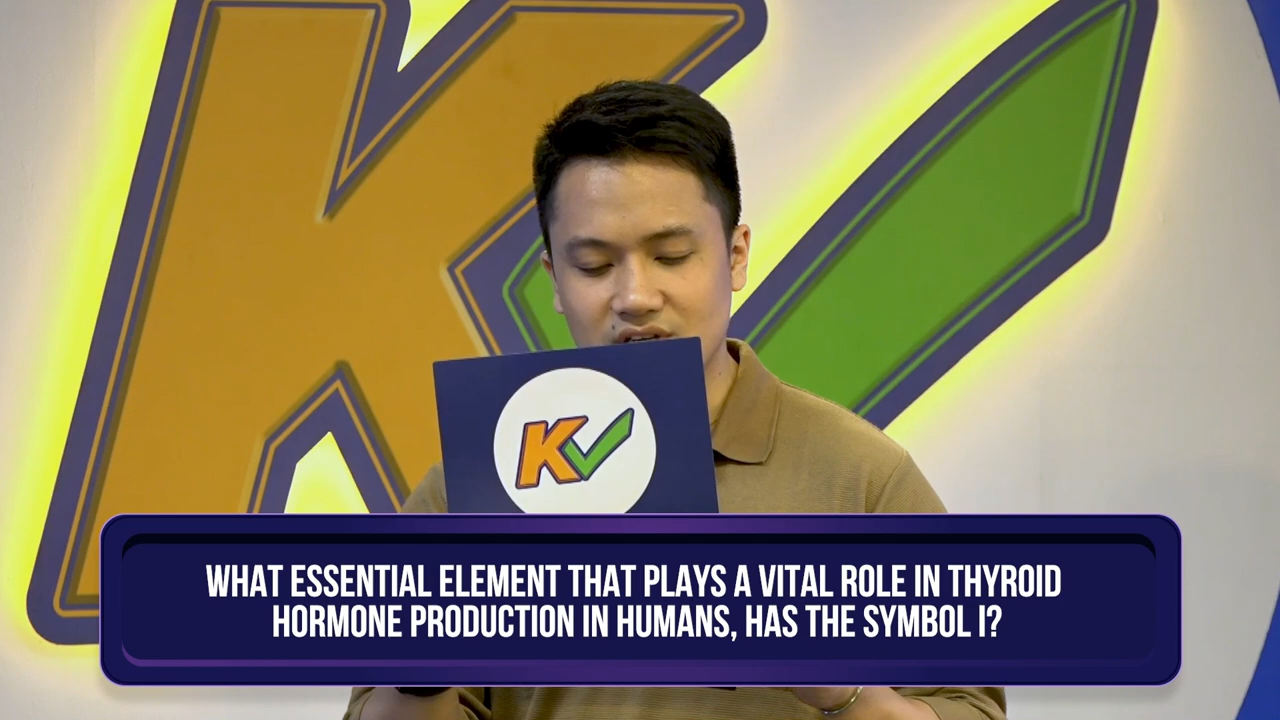 K
K
WHAT ESSENTIAL ELEMENT THAT PLAYS A VITAL ROLE IN THYROID
HORMONE PRODUCTION IN HUMANS, HAS THE SYMBOL I?